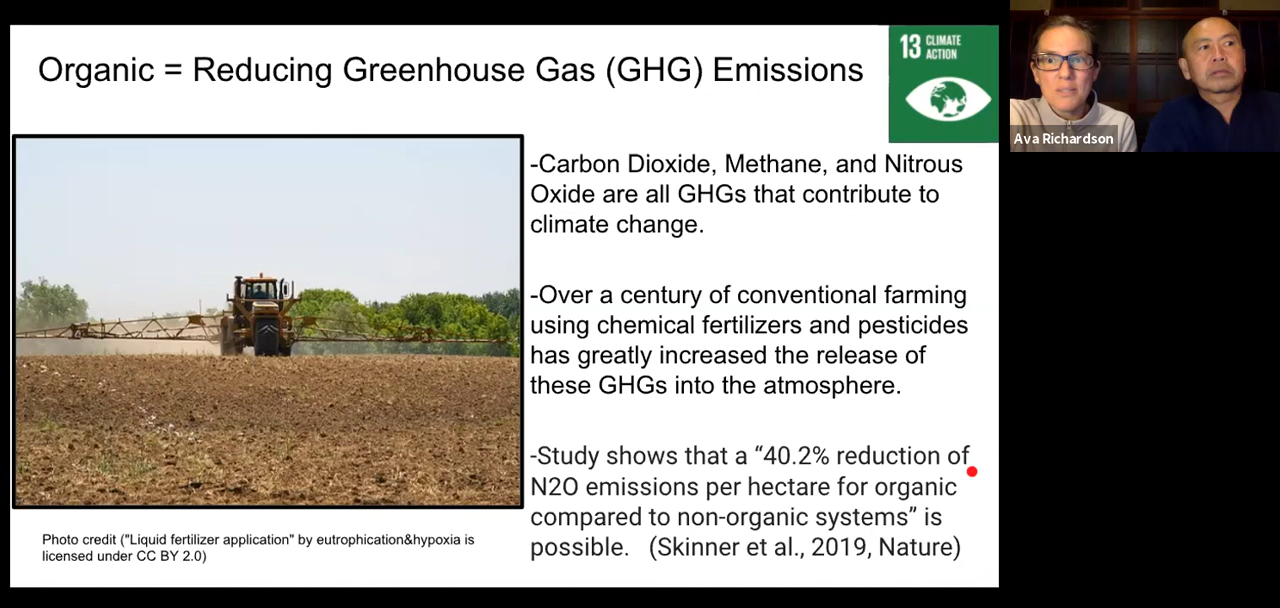 Organic = Reducing Greenhouse Gas (GHG) Emissions
13 CLIMATE
ACTION
-Carbon Dioxide, Methane, and Nitrous
Oxide are all GHGs that contribute to
climate change.
-Over a century of conventional farming
using chemical fertilizers and pesticides
has greatly increased the release of
these GHGs into the atmosphere.
-Study shows that a “40.2% reduction of
N2O emissions per hectare for organic
compared to non-organic systems” is
possible. (Skinner et al., 2019, Nature)
Photo credit ("Liquid fertilizer application" by eutrophication&hypoxia is
licensed under CC BY 2.0)
Ava Richardson